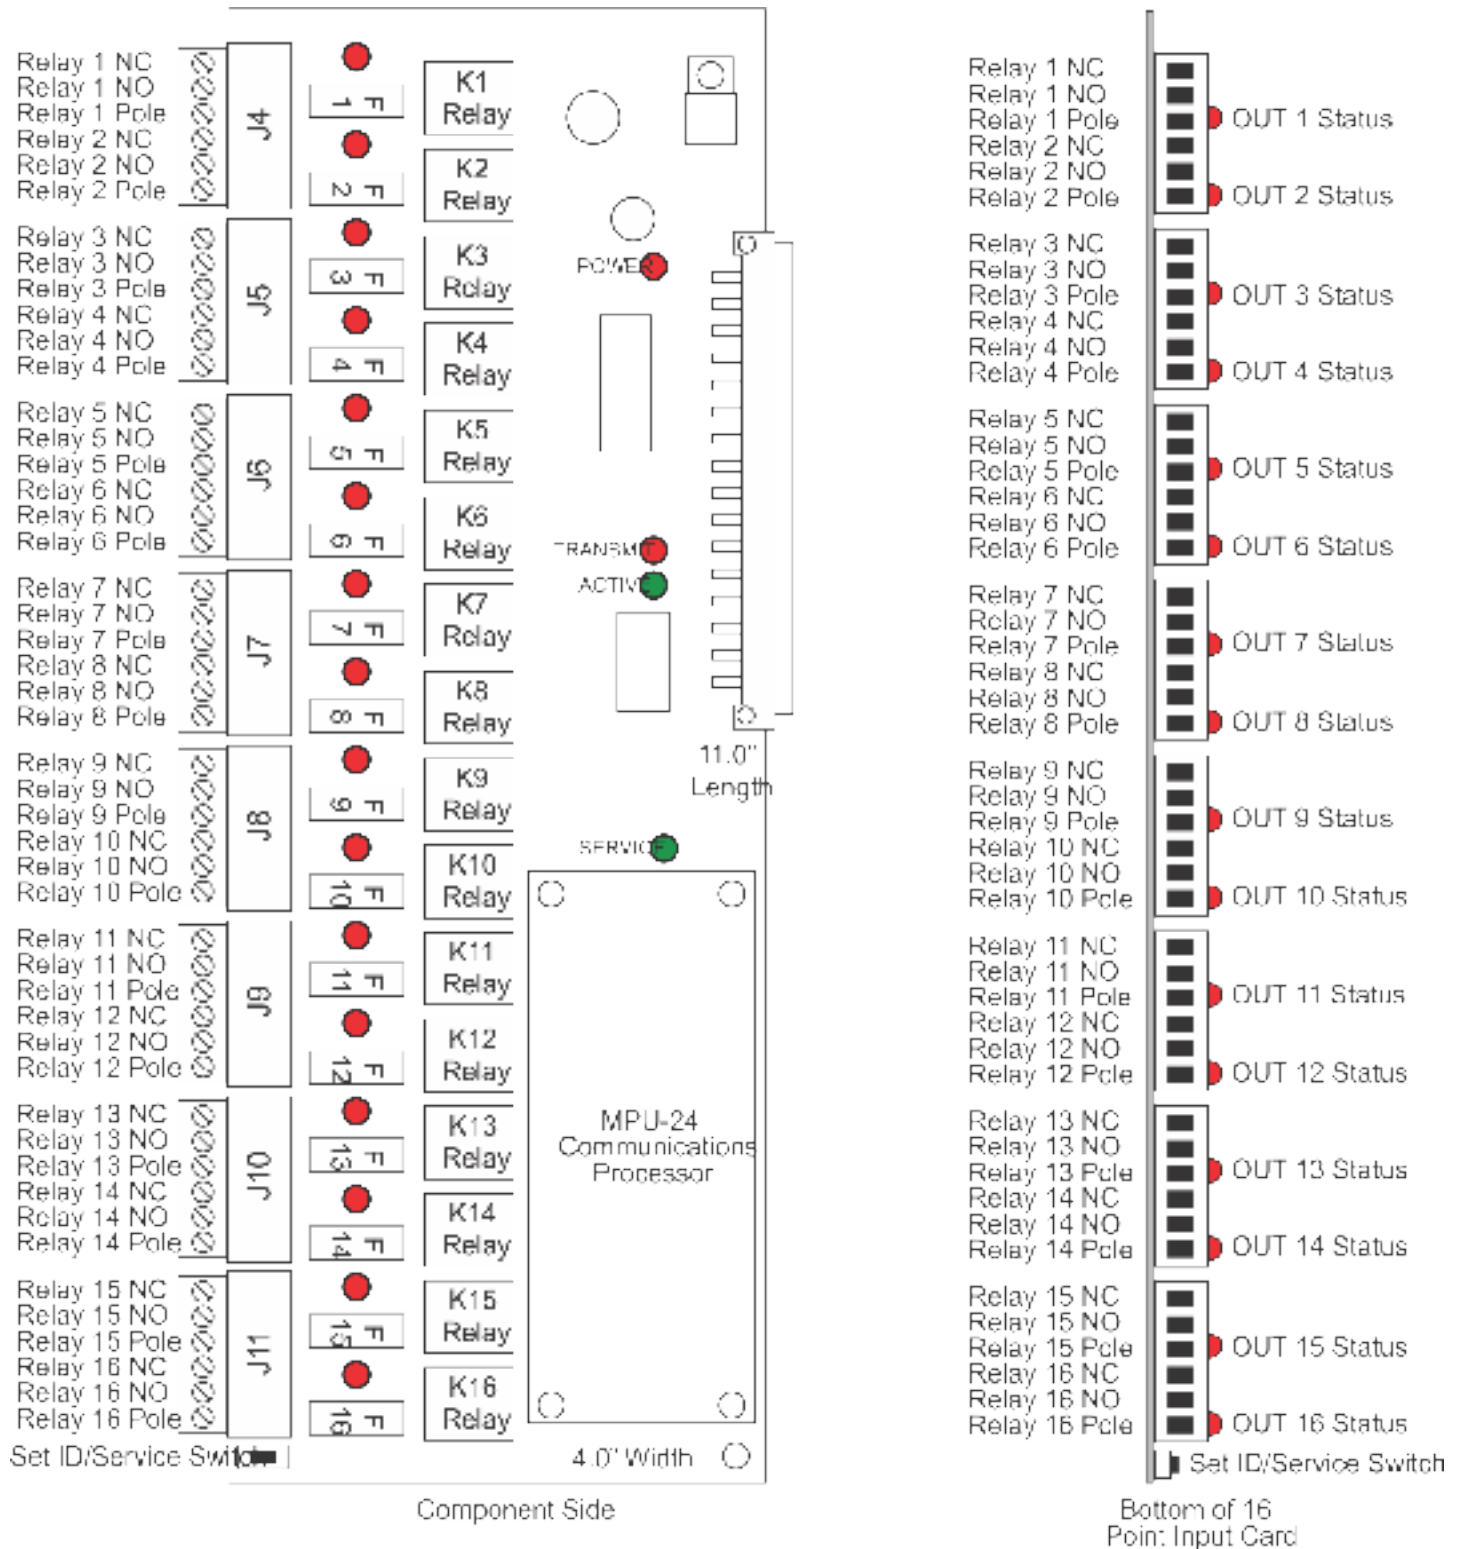 Relay 1 NC
Relay 1 NO
Relay 1 Pole
Relay 2 NC
Relay 2 NO
Relay 2 Pole
Relay 3 NC
Relay 3 NO
Relay 3 Pole
Relay 4 NC
Relay 4 NO
Relay 4 Pole
Relay 5 NC
Relay 5 NO
Relay 5 Pole
Relay 6 NC
Relay 6 NO
Relay 6 Pole
Relay 7 NC
Relay 7 NO
Relay 7 Pole
Relay 8 NC
Relay 8 NO
Relay 8 Pole
Relay 9 NC
Relay 9 NO
Relay 9 Pole
Relay 10 NC
Relay 10 NO
Relay 10 Pole
Relay 11 NC
Relay 11 NO
Relay 11 Pole
Relay 12 NC
Relay 12 NO
Relay 12 Pole
Relay 13 NC
Relay 13 NO
Relay 13 Pole
Relay 14 NC
Relay 14 NO
Relay 14 Pole
Relay 15 NC
Relay 15 NO
Relay 15 Pole
Relay 16 NC
Relay 16 NO
Relay 16 Pole
Set ID/Service Switch
J4
J5
J6
J7
J8
J9
J10
J11
F 1
F 2
F 3
F 4
F 5
F 6
F 7
F 8
F 9
F 10
F 11
F 12
F 13
F 14
F 15
F 16
K1
Relay
K2
Relay
K3
Relay
K4
Relay
K5
Relay
K6
Relay
K7
Relay
K8
Relay
K9
Relay
K10
Relay
K11
Relay
K12
Relay
K13
Relay
K14
Relay
K15
Relay
K16
Relay
POWER
TRANSMIT
ACTIVE
11.0"
Length
SERVICE
MPU-24
Communications
Processor
4.0" Width
Component Side
Relay 1 NC
Relay 1 NO
Relay 1 Pole
Relay 2 NC
Relay 2 NO
Relay 2 Pole
Relay 3 NC
Relay 3 NO
Relay 3 Pole
Relay 4 NC
Relay 4 NO
Relay 4 Pole
Relay 5 NC
Relay 5 NO
Relay 5 Pole
Relay 6 NC
Relay 6 NO
Relay 6 Pole
Relay 7 NC
Relay 7 NO
Relay 7 Pole
Relay 8 NC
Relay 8 NO
Relay 8 Pole
Relay 9 NC
Relay 9 NO
Relay 9 Pole
Relay 10 NC
Relay 10 NO
Relay 10 Pole
Relay 11 NC
Relay 11 NO
Relay 11 Pole
Relay 12 NC
Relay 12 NO
Relay 12 Pole
Relay 13 NC
Relay 13 NO
Relay 13 Pole
Relay 14 NC
Relay 14 NO
Relay 14 Pole
Relay 15 NC
Relay 15 NO
Relay 15 Pole
Relay 16 NC
Relay 16 NO
Relay 16 Pole
OUT 1 Status
OUT 2 Status
OUT 3 Status
OUT 4 Status
OUT 5 Status
OUT 6 Status
OUT 7 Status
OUT 8 Status
OUT 9 Status
OUT 10 Status
OUT 11 Status
OUT 12 Status
OUT 13 Status
OUT 14 Status
OUT 15 Status
OUT 16 Status
Set ID/Service Switch
Bottom of 16
Point Input Card